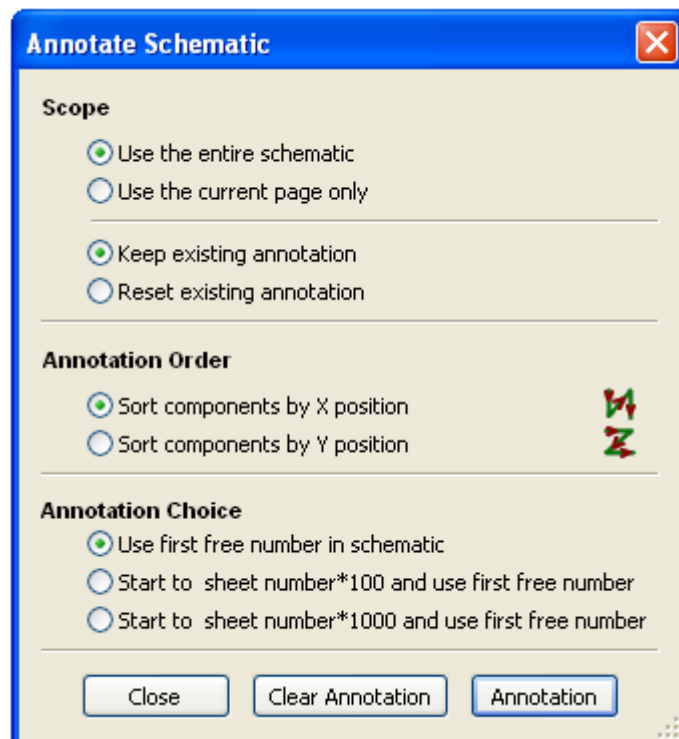 Annotate Schematic
Scope
Use the entire schematic
Use the current page only
Keep existing annotation
Reset existing annotation
Annotation Order
Sort components by X position
Sort components by Y position
Annotation Choice
Use first free number in schematic
Start to  sheet number*100 and use first free number
Start to  sheet number*1000 and use first free number
Close Clear Annotation Annotation